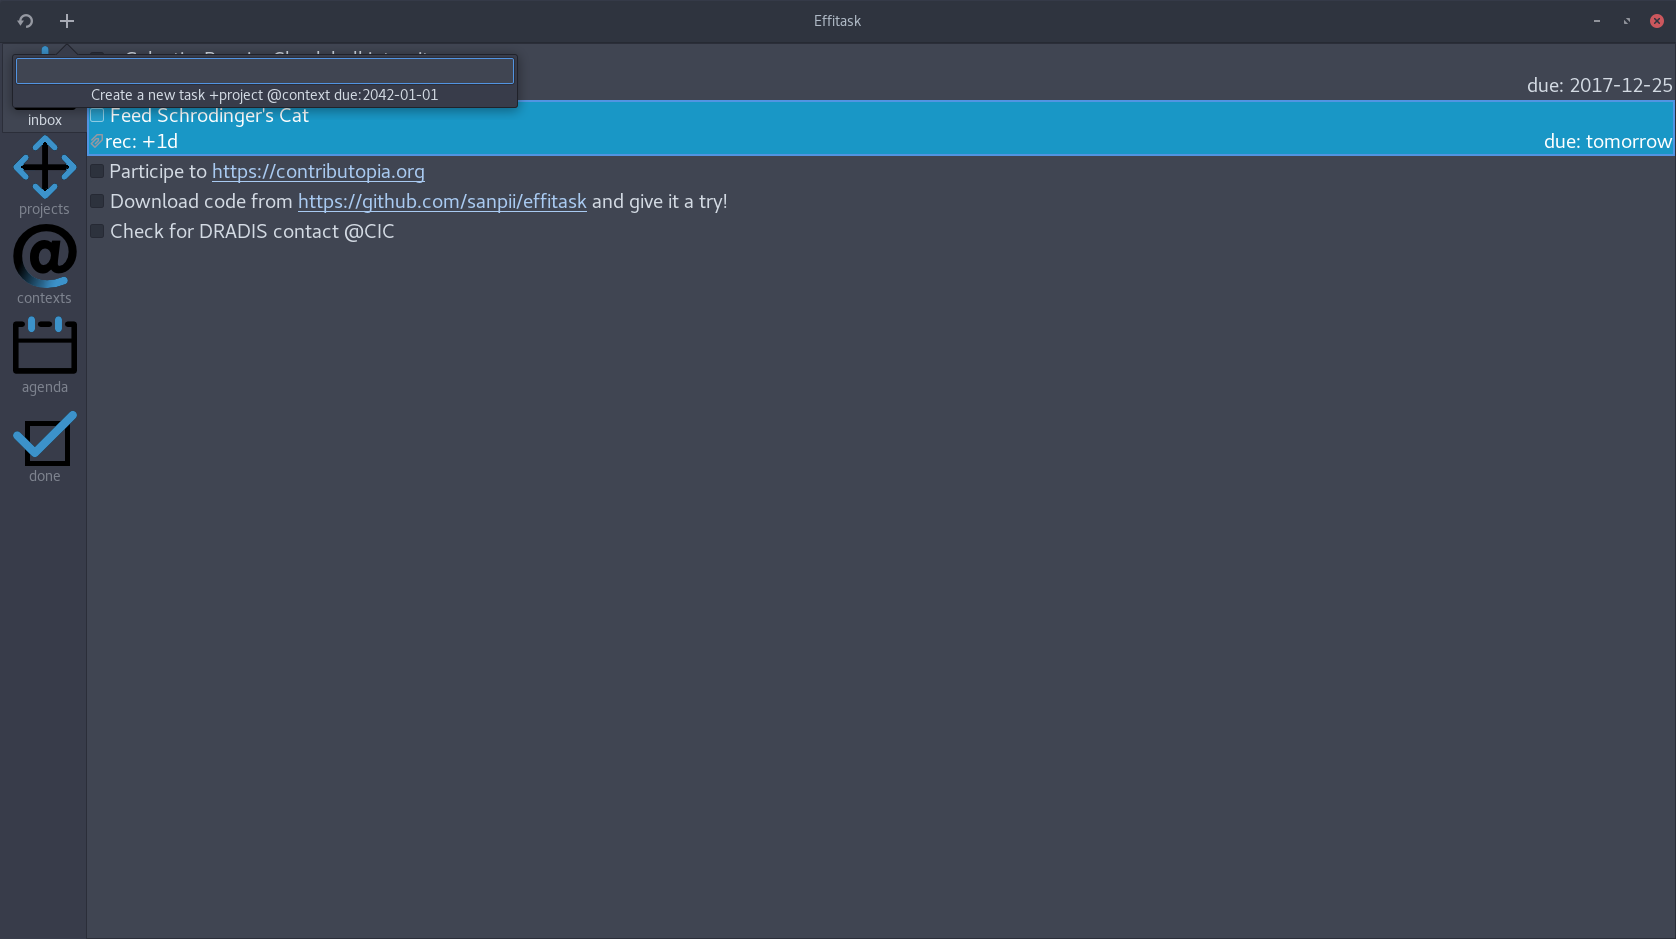 Effitask
Create a new task +project @context due:2042-01-01
due: 2017-12-25
inbox
Feed Schrodinger's Cat
rec: +1d
due: tomorrow
Participe to https://contributopia.org
projects
Download code from https://github.com/sanpii/effitask and give it a try!
Check for DRADIS contact @CIC
contexts
agenda
done